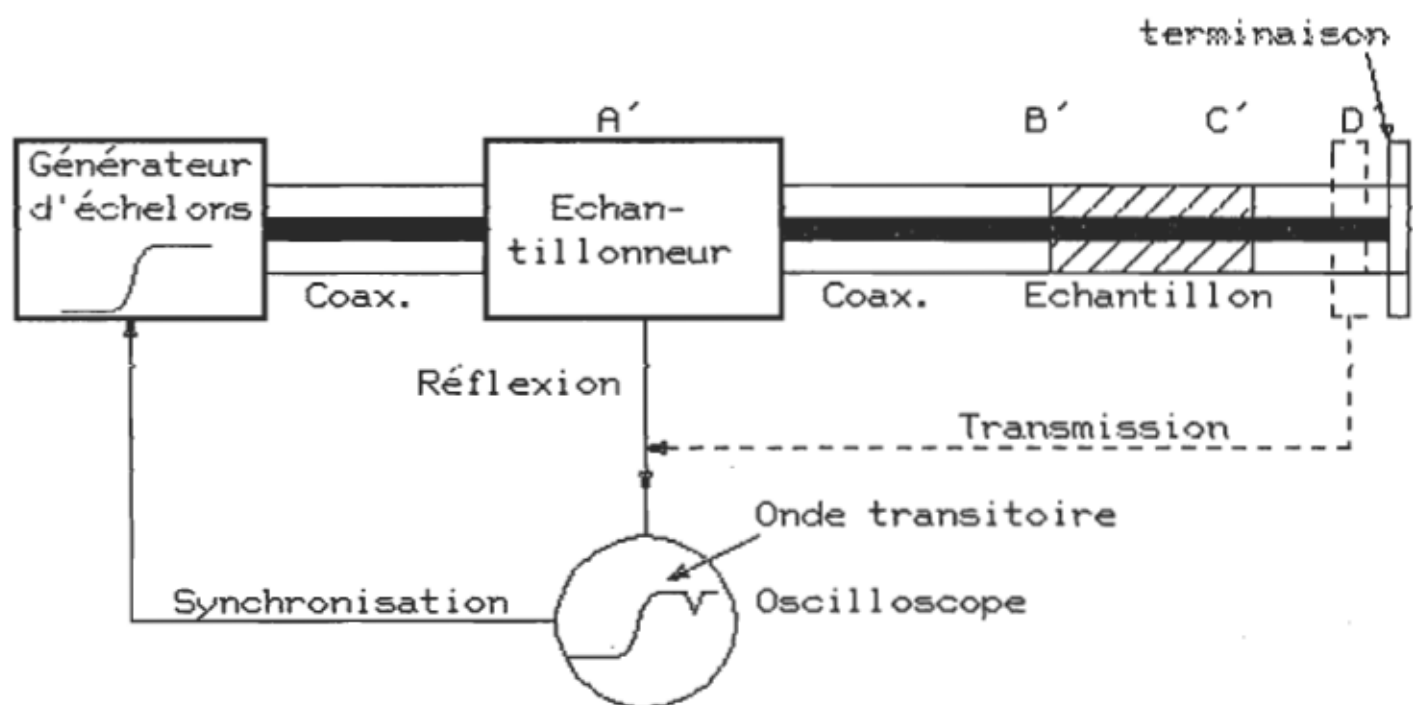 terminaison
A´
B´
C´
D´
Générateur
d'échelons
Echan-
tillonneur
Coax.
Coax.
Echantillon
Réflexion
Transmission
Onde transitoire
Synchronisation
Oscilloscope